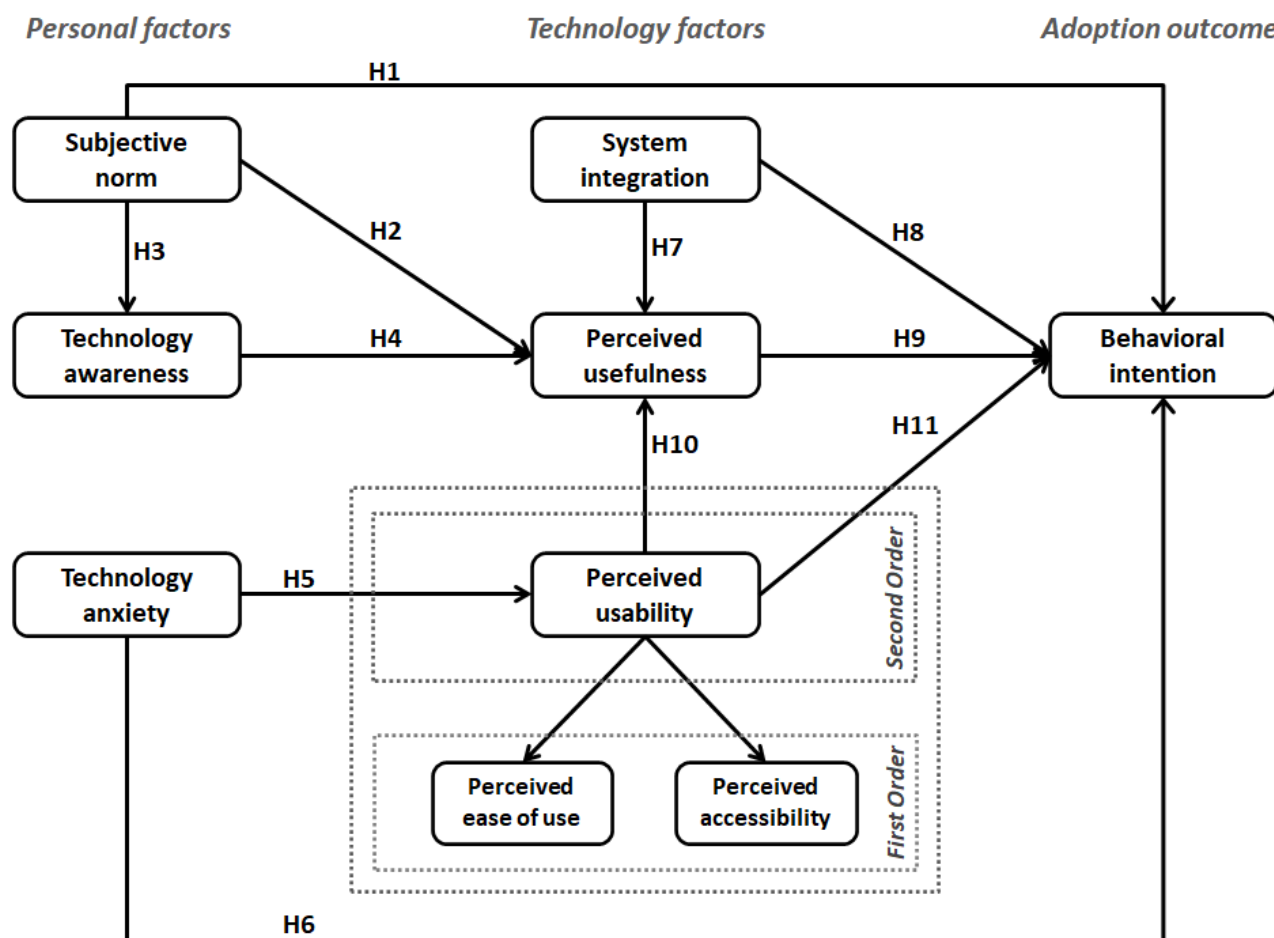 Personal factors
Technology factors
Adoption outcome
H1
Subjective
norm
System
integration
H2
H8
H3
H7
Technology
awareness
H4
Perceived
usefulness
H9
Behavioral
intention
H10
H11
Technology
anxiety
H5
Perceived
usability
Second Order
Perceived
ease of use
Perceived
accessibility
First Order
H6